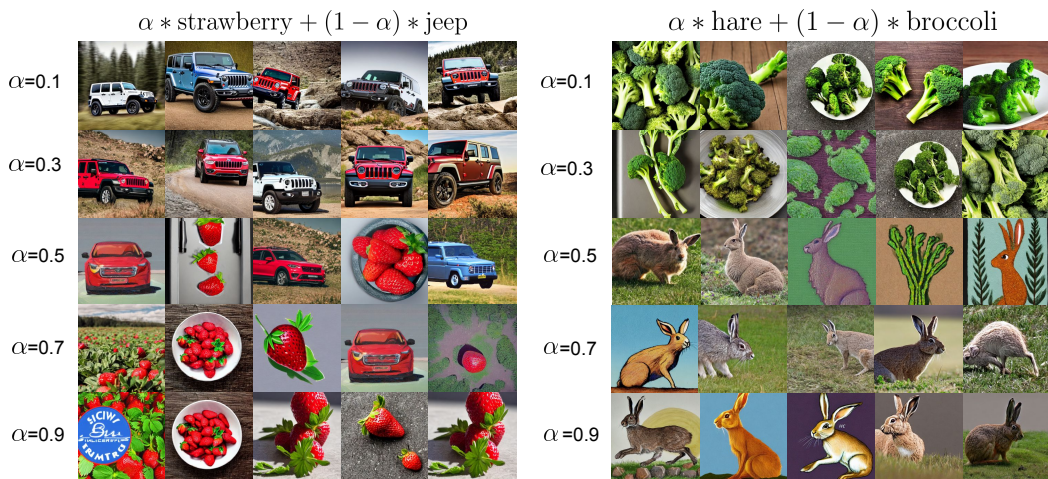 α ∗ strawberry + (1 − α) ∗ jeep
α=0.1
α=0.3
α=0.5
α=0.7
α=0.9
α ∗ hare + (1 − α) ∗ broccoli
α=0.1
α=0.3
α=0.5
α=0.7
α=0.9